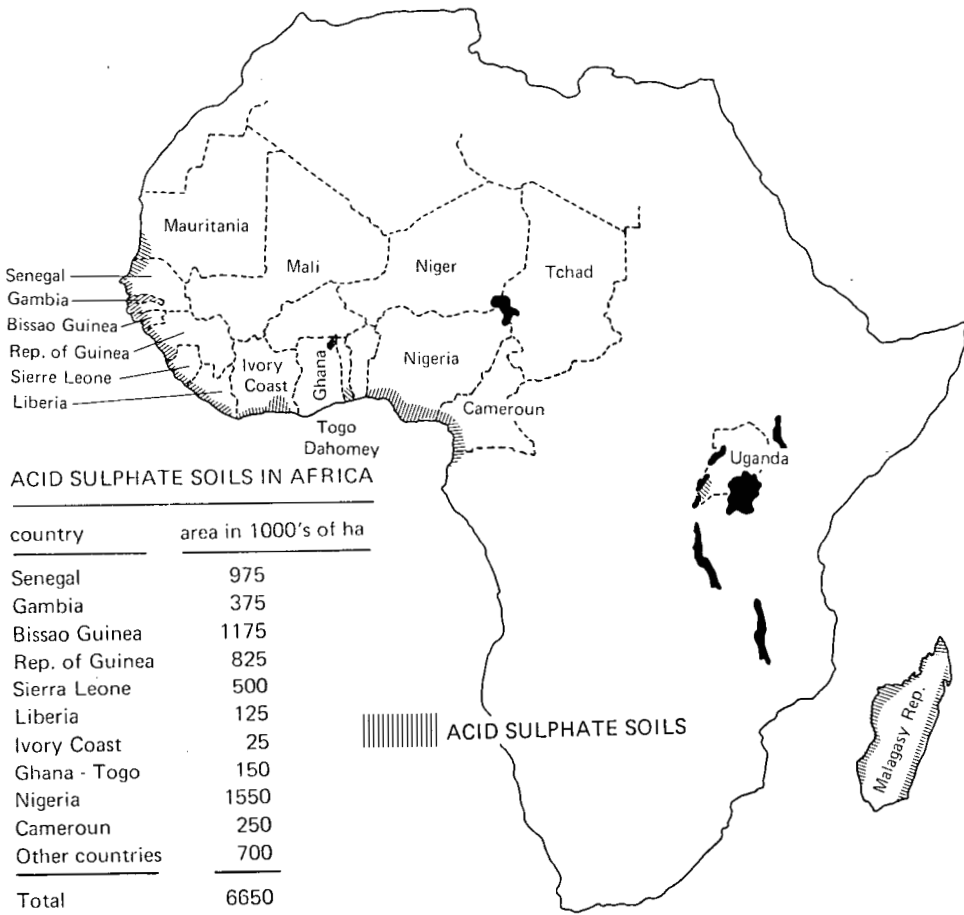 Mauritania
Mali
Niger
Tchad
Senegal
Gambia
Bissao Guinea
Rep. of Guinea
Sierre Leone
Liberia
Ivory
Coast
Ghana
Nigeria
Cameroun
Togo
Dahomey
Uganda
Malagasy Rep.
ACID SULPHATE SOILS IN AFRICA
country area in 1000's of ha
Senegal 975
Gambia 375
Bissao Guinea 1175
Rep. of Guinea 825
Sierra Leone 500
Liberia 125
Ivory Coast 25
Ghana - Togo 150
Nigeria 1550
Cameroun 250
Other countries 700
Total 6650
ACID SULPHATE SOILS